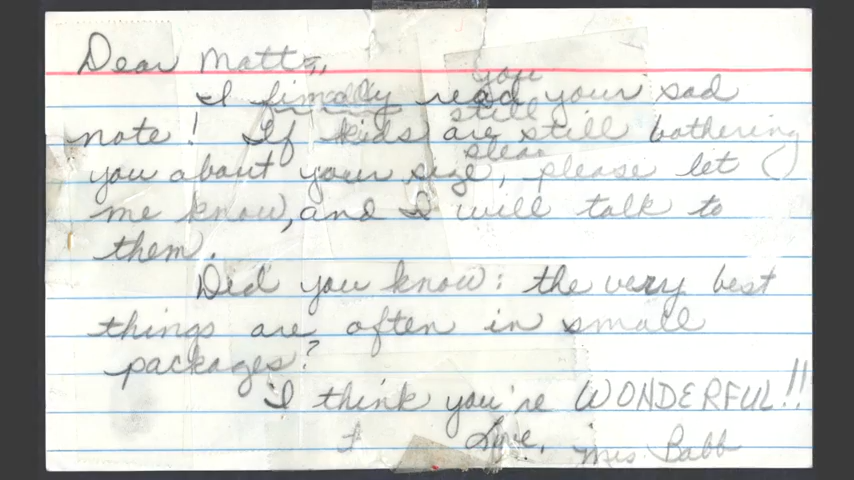 Dear Matt,
you
I finally read your sad
still
note! If kids are still bothering
you about your size, please let
me know, and I will talk to
them.
Did you know: the very best
things are often in small
packages?
I think you're WONDERFUL!!
Love, Mrs. Babb